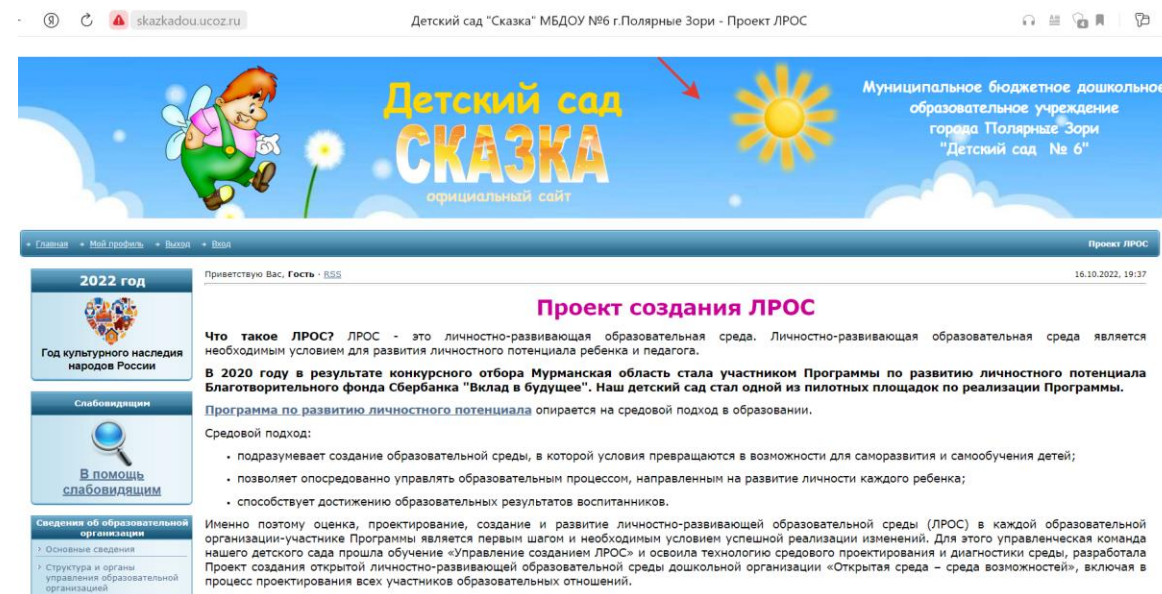 skazkadou.ucoz.ru
Детский сад "Сказка" МБДОУ №6 г.Полярные Зори - Проект ЛРОС
Детский сад
СКАЗКА
официальный сайт
Муниципальное бюджетное дошкольное
образовательное учреждение
города Полярные Зори
"Детский сад № 6"
Главная Мой профиль Выход Вход
Проект ЛРОС
2022 год
Год культурного наследия
народов России
Слабовидящим
В помощь
слабовидящим
Сведения об образовательной
организации
Основные сведения
Структура и органы
управления образовательной
организацией
Приветствую Вас, Гость · RSS
16.10.2022, 19:37
Проект создания ЛРОС
Что такое ЛРОС? ЛРОС - это личностно-развивающая образовательная среда. Личностно-развивающая образовательная среда является
необходимым условием для развития личностного потенциала ребенка и педагога.
В 2020 году в результате конкурсного отбора Мурманская область стала участником Программы по развитию личностного потенциала
Благотворительного фонда Сбербанка "Вклад в будущее". Наш детский сад стал одной из пилотных площадок по реализации Программы.
Программа по развитию личностного потенциала опирается на средовой подход в образовании.
Средовой подход:
• подразумевает создание образовательной среды, в которой условия превращаются в возможности для саморазвития и самообучения детей;
• позволяет опосредованно управлять образовательным процессом, направленным на развитие личности каждого ребенка;
• способствует достижению образовательных результатов воспитанников.
Именно поэтому оценка, проектирование, создание и развитие личностно-развивающей образовательной среды (ЛРОС) в каждой образовательной
организации-участнике Программы является первым шагом и необходимым условием успешной реализации изменений. Для этого управленческая команда
нашего детского сада прошла обучение «Управление созданием ЛРОС» и освоила технологию средового проектирования и диагностики среды, разработала
Проект создания открытой личностно-развивающей образовательной среды дошкольной организации «Открытая среда – среда возможностей», включая в
процесс проектирования всех участников образовательных отношений.